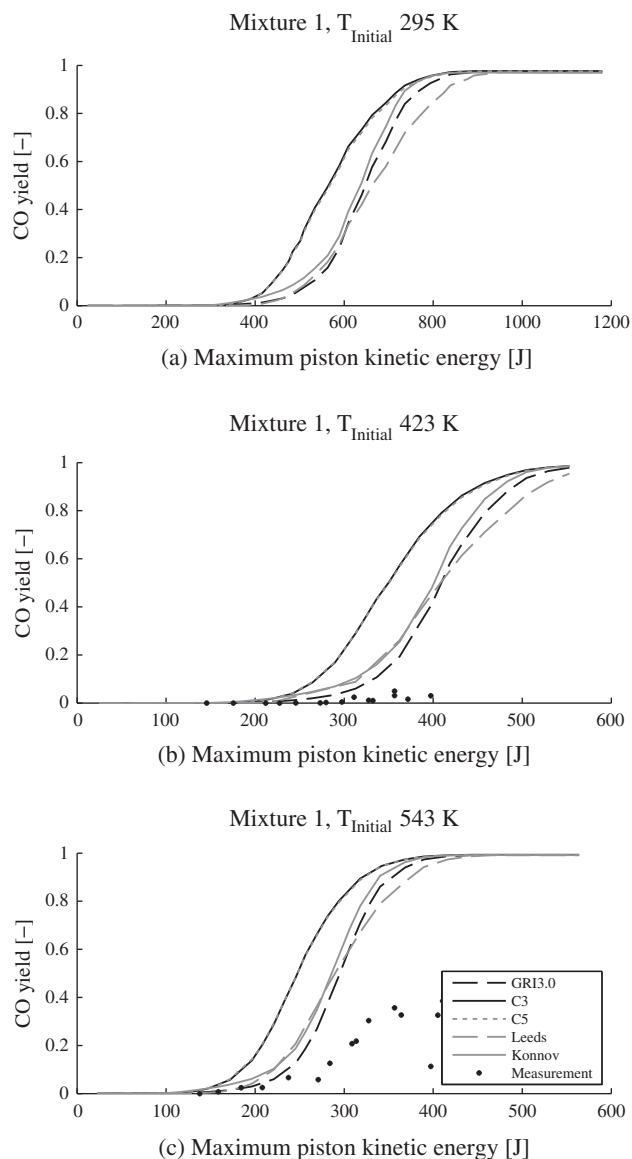 Mixture 1, T_Initial 295 K
1
0.8
0.6
0.4
0.2
0
CO yield [−]
0 200 400 600 800 1000 1200
(a) Maximum piston kinetic energy [J]
Mixture 1, T_Initial 423 K
1
0.8
0.6
0.4
0.2
0
CO yield [−]
0 100 200 300 400 500 600
(b) Maximum piston kinetic energy [J]
Mixture 1, T_Initial 543 K
1
0.8
0.6
0.4
0.2
0
CO yield [−]
GRI3.0
C3
C5
Leeds
Konnov
Measurement
0 100 200 300 400 500 600
(c) Maximum piston kinetic energy [J]